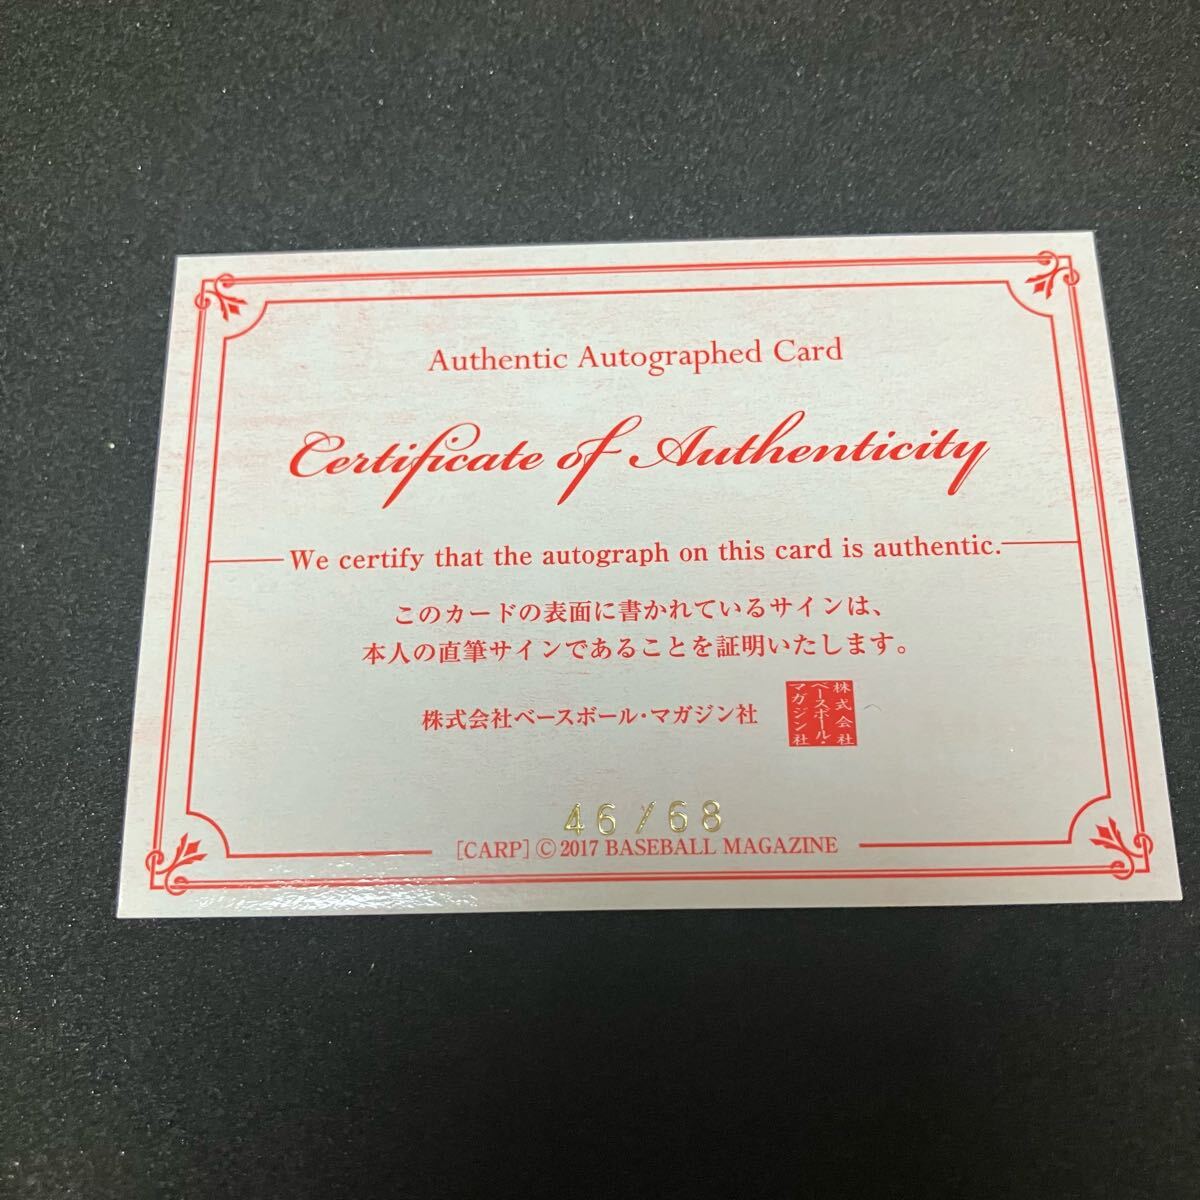 Authentic Autographed Card
Certificate of Authenticity
We certify that the autograph on this card is authentic.
このカードの表面に書かれているサインは、
本人の直筆サインであることを証明いたします。
株式会社ベースボール・マガジン社
株式会社
ベースボール・
マガジン社
46/68
[CARP] © 2017 BASEBALL MAGAZINE